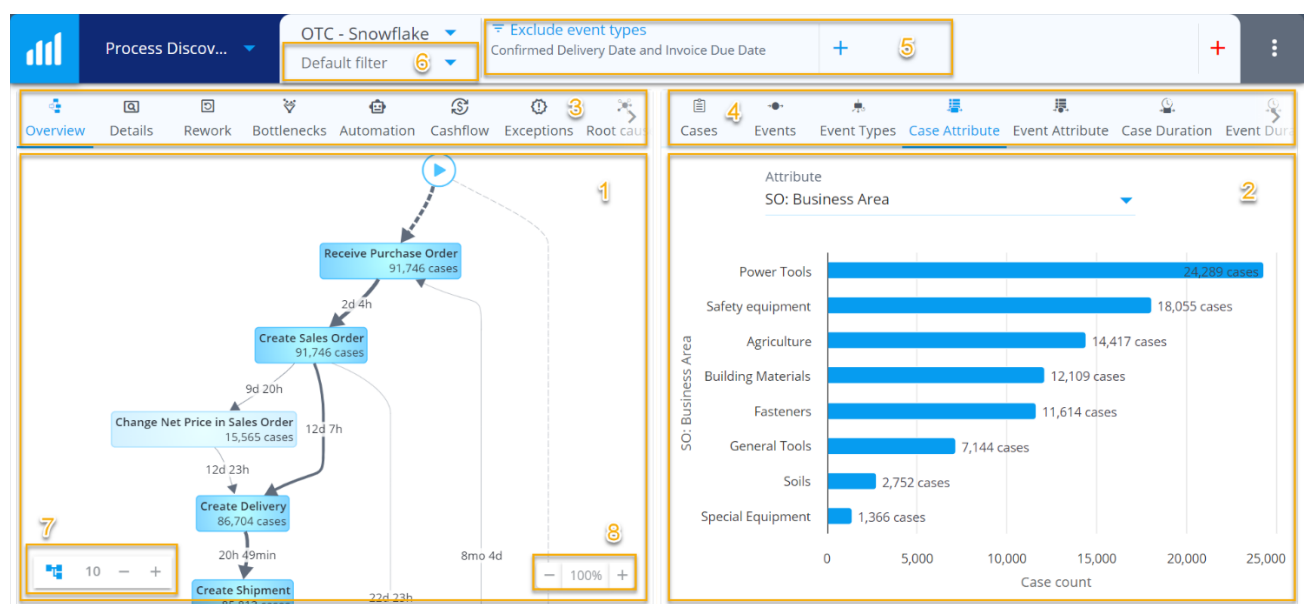 Process Discov...
OTC - Snowflake
Default filter
6
Exclude event types
Confirmed Delivery Date and Invoice Due Date
+
5
+
Overview
Details
Rework
Bottlenecks
Automation
Cashflow
Exceptions
3
Root caus
Cases
4
Events
Event Types
Case Attribute
Event Attribute
Case Duration
Event Dura
1
Receive Purchase Order
91,746 cases
2d 4h
Create Sales Order
91,746 cases
9d 20h
Change Net Price in Sales Order
15,565 cases
12d 7h
12d 23h
Create Delivery
86,704 cases
20h 49min
8mo 4d
Create Shipment
22d 23h
7
10 − +
8
− 100% +
2
Attribute
SO: Business Area
SO: Business Area
Power Tools
24,289 cases
Safety equipment
18,055 cases
Agriculture
14,417 cases
Building Materials
12,109 cases
Fasteners
11,614 cases
General Tools
7,144 cases
Soils
2,752 cases
Special Equipment
1,366 cases
0 5,000 10,000 15,000 20,000 25,000
Case count